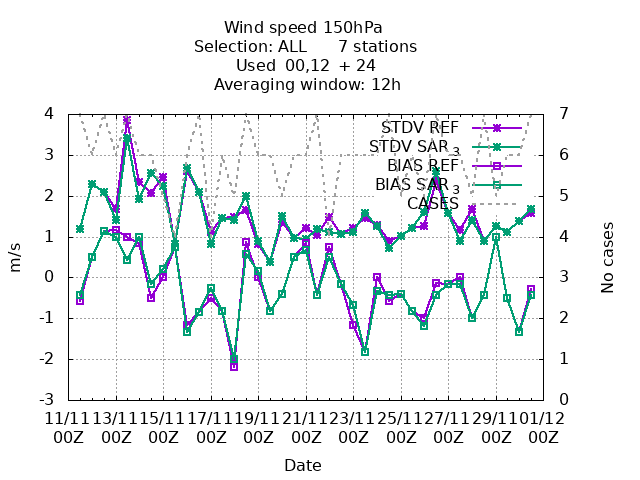 Wind speed 150hPa
Selection: ALL 7 stations
Used 00,12 + 24
Averaging window: 12h
STDV REF
STDV SAR 3
BIAS REF
BIAS SAR 3
CASES
4
3
2
1
0
-1
-2
-3
m/s
7
6
5
4
3
2
1
0
No cases
11/11 13/11 15/11 17/11 19/11 21/11 23/11 25/11 27/11 29/11 01/12
00Z 00Z 00Z 00Z 00Z 00Z 00Z 00Z 00Z 00Z 00Z
Date